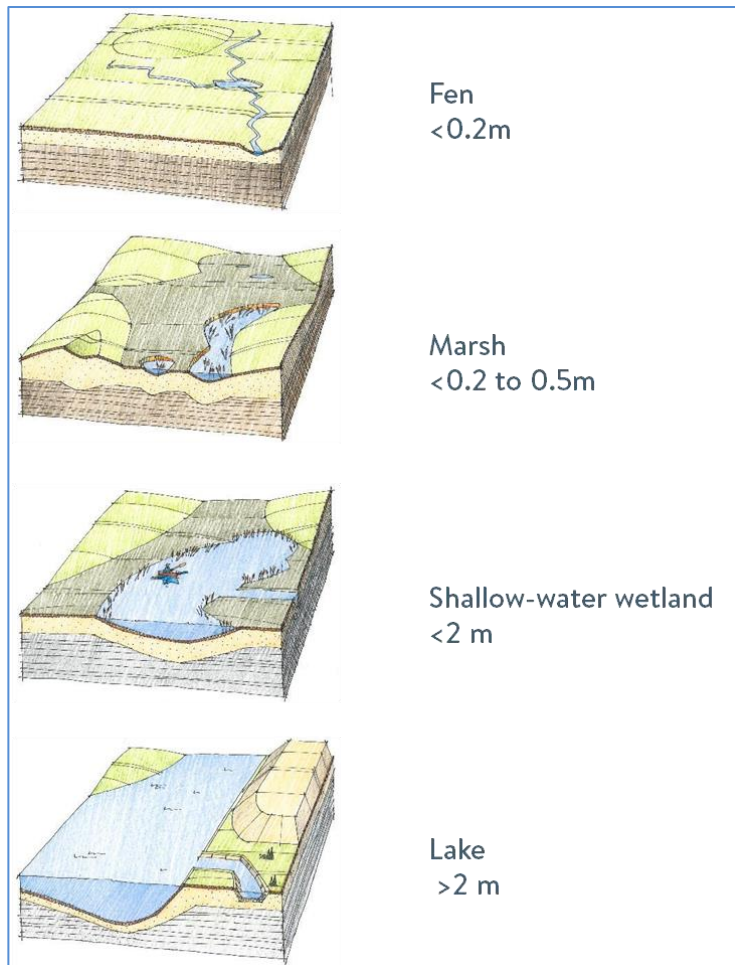 Fen
<0.2m
Marsh
<0.2 to 0.5m
Shallow-water wetland
<2 m
Lake
>2 m